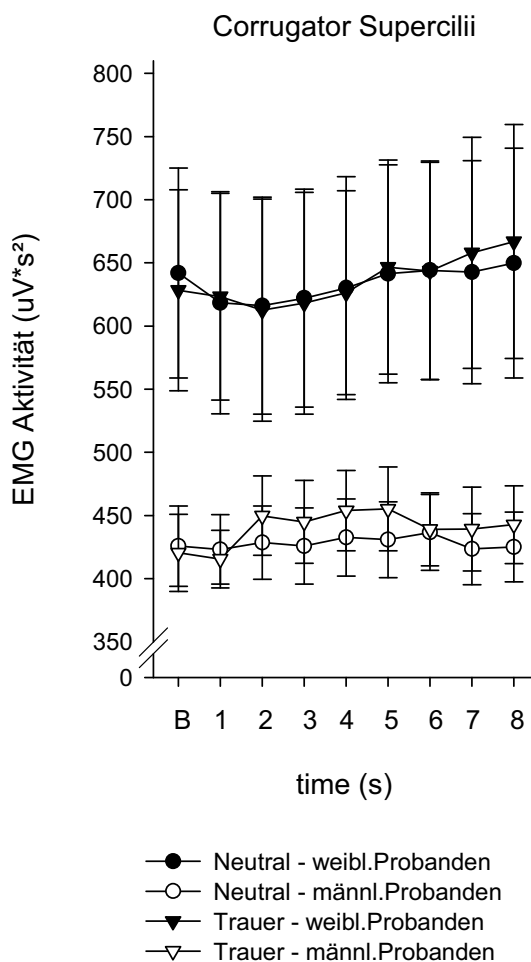 Corrugator Supercilii
EMG Aktivität (uV*s²)
800
750
700
650
600
550
500
450
400
350
0
B 1 2 3 4 5 6 7 8
time (s)
Neutral - weibl.Probanden
Neutral - männl.Probanden
Trauer - weibl.Probanden
Trauer - männl.Probanden